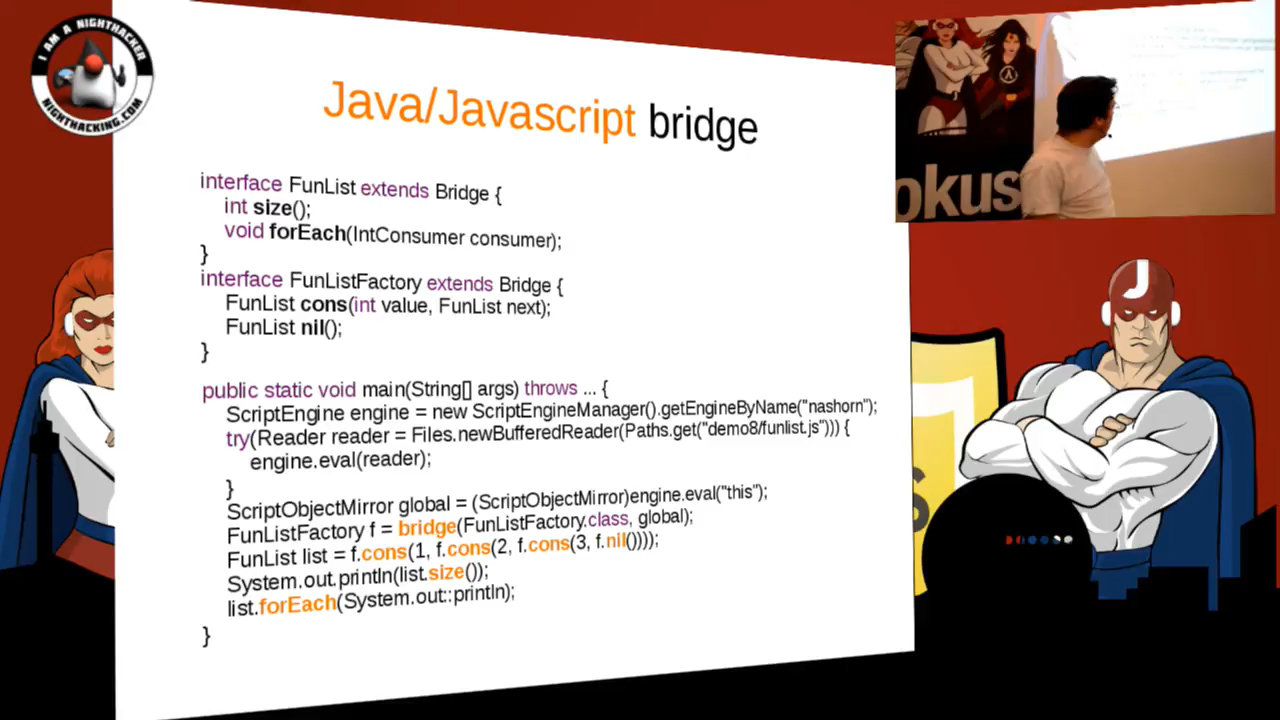 I AM A NIGHTHACKER
NIGHTHACKING.COM
Java/Javascript bridge
interface FunList extends Bridge {
int size();
void forEach(IntConsumer consumer);
}
interface FunListFactory extends Bridge {
FunList cons(int value, FunList next);
FunList nil();
}
public static void main(String[] args) throws ... {
ScriptEngine engine = new ScriptEngineManager().getEngineByName("nashorn");
try(Reader reader = Files.newBufferedReader(Paths.get("demo8/funlist.js"))) {
engine.eval(reader);
}
ScriptObjectMirror global = (ScriptObjectMirror)engine.eval("this");
FunListFactory f = bridge(FunListFactory.class, global);
FunList list = f.cons(1, f.cons(2, f.cons(3, f.nil())));
System.out.println(list.size());
list.forEach(System.out::println);
}
okus
J
S